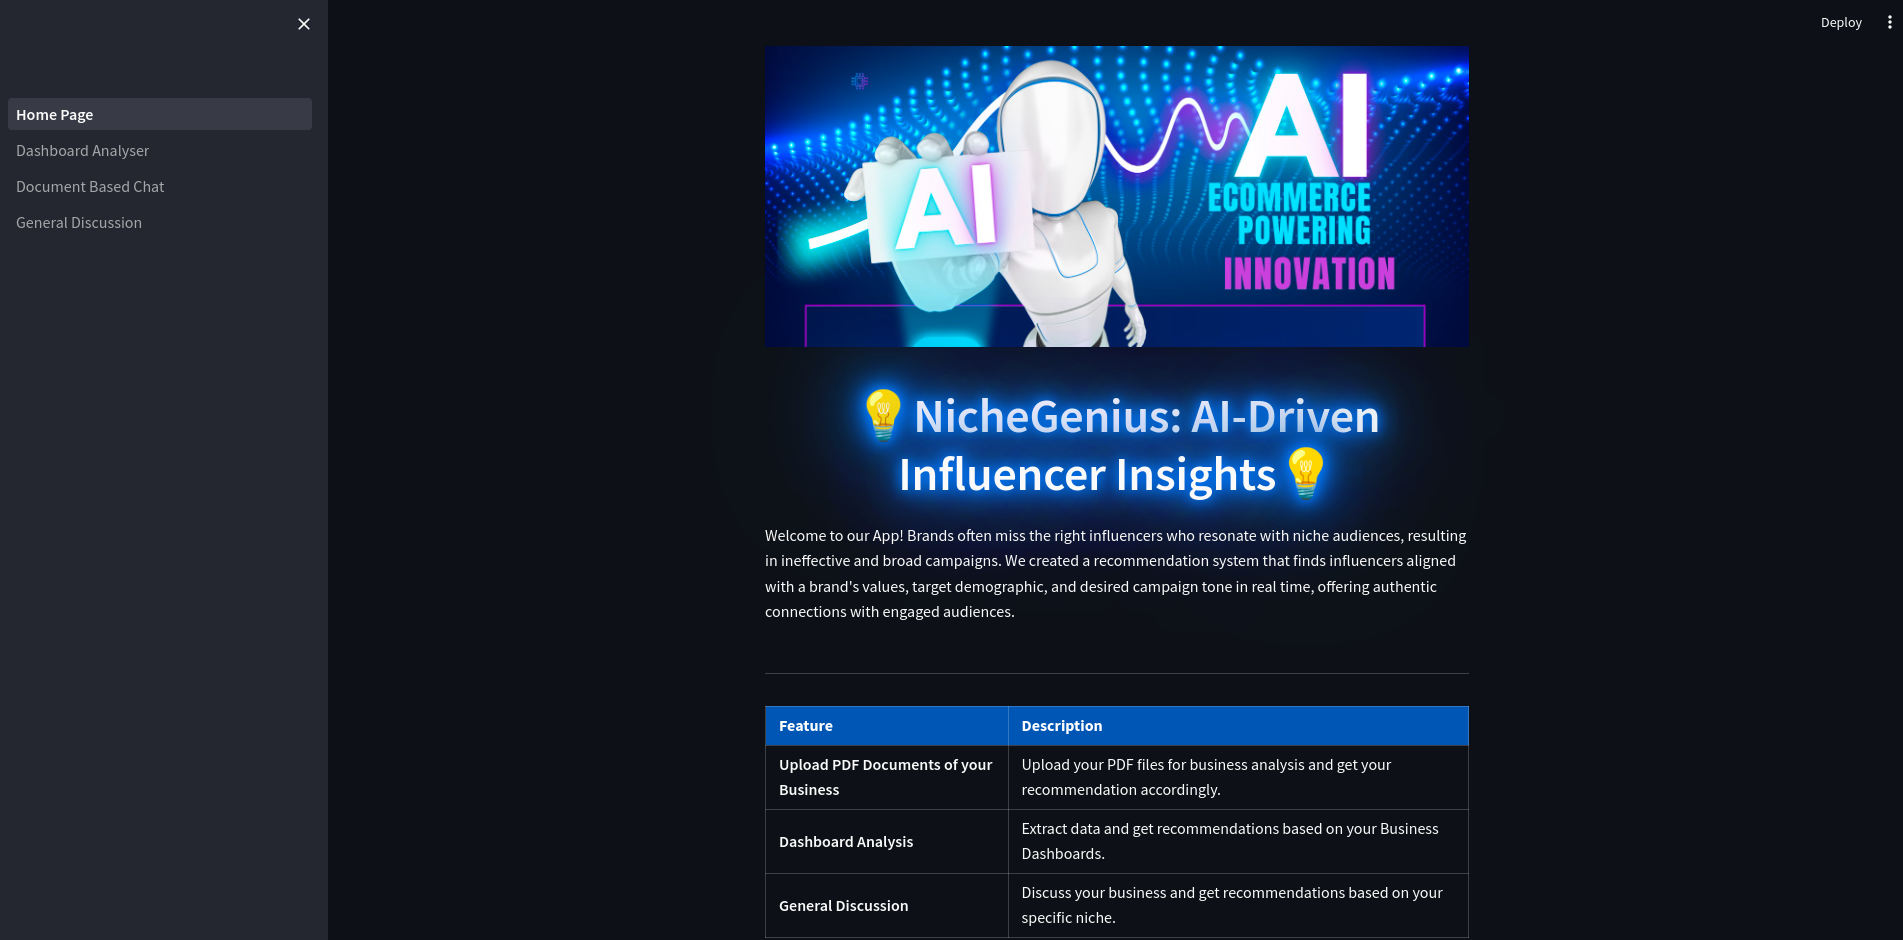 Deploy
Home Page
Dashboard Analyser
Document Based Chat
General Discussion
AI
AI
ECOMMERCE
POWERING
INNOVATION
💡NicheGenius: AI-Driven
Influencer Insights💡
Welcome to our App! Brands often miss the right influencers who resonate with niche audiences, resulting
in ineffective and broad campaigns. We created a recommendation system that finds influencers aligned
with a brand's values, target demographic, and desired campaign tone in real time, offering authentic
connections with engaged audiences.
Feature
Description
Upload PDF Documents of your
Business
Upload your PDF files for business analysis and get your
recommendation accordingly.
Dashboard Analysis
Extract data and get recommendations based on your Business
Dashboards.
General Discussion
Discuss your business and get recommendations based on your
specific niche.